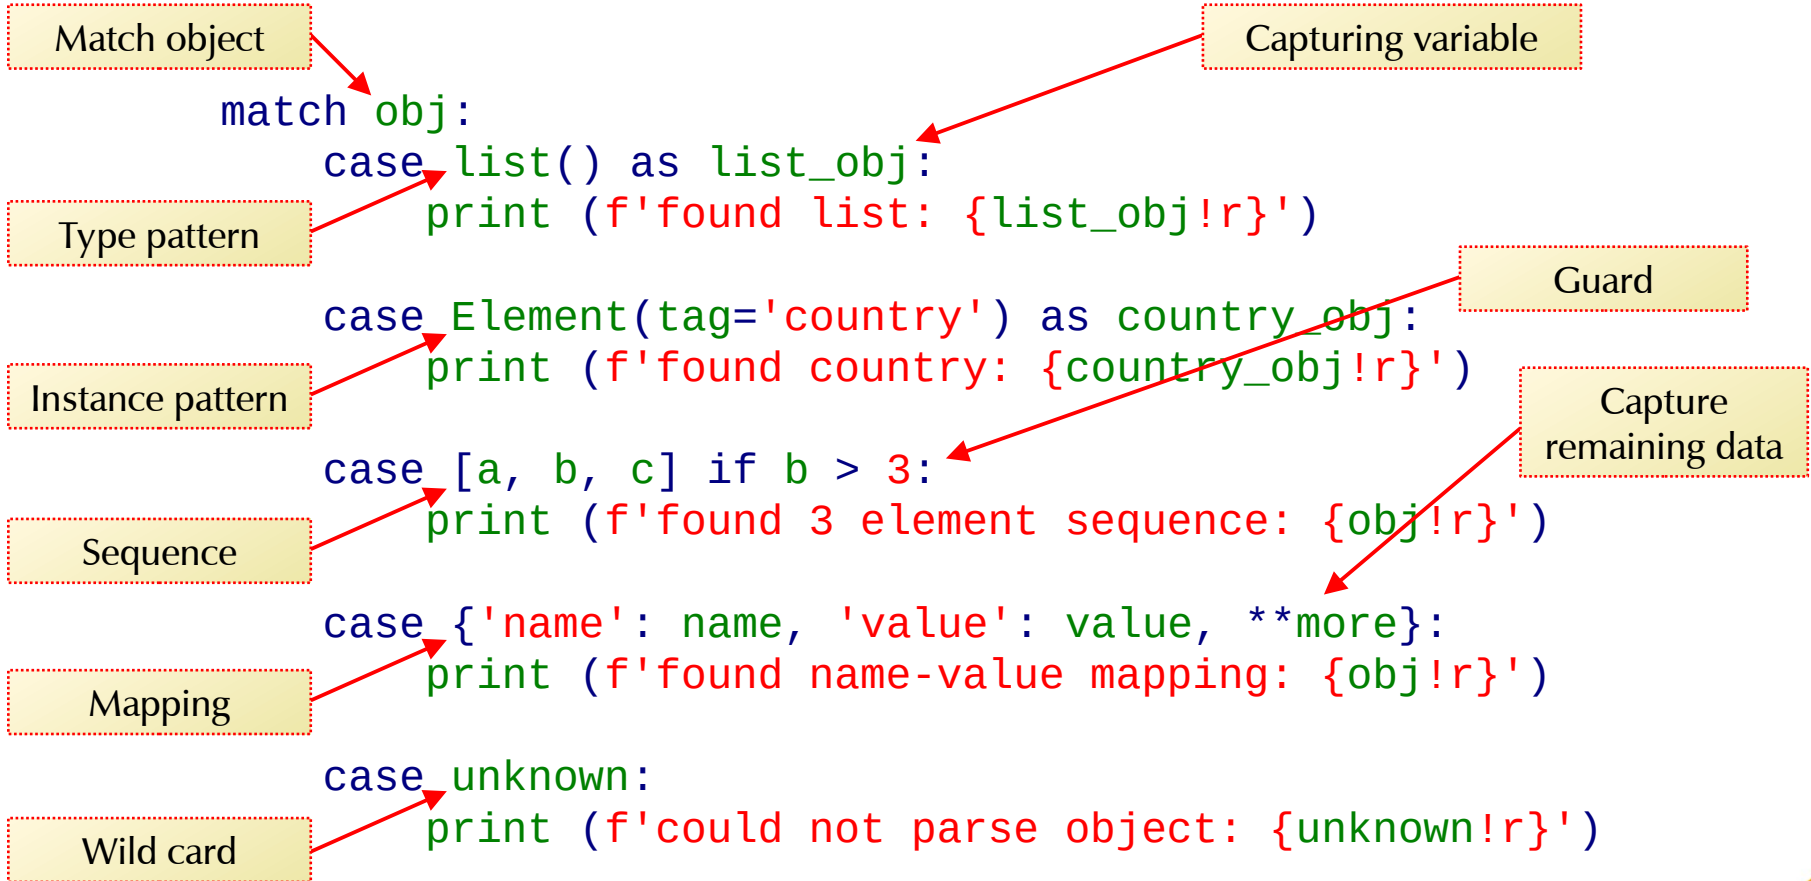 Match object
Capturing variable
match obj:
case list() as list_obj:
print (f'found list: {list_obj!r}')
Type pattern
Guard
case Element(tag='country') as country_obj:
print (f'found country: {country_obj!r}')
Instance pattern
Capture
remaining data
case [a, b, c] if b > 3:
print (f'found 3 element sequence: {obj!r}')
Sequence
case {'name': name, 'value': value, **more}:
print (f'found name-value mapping: {obj!r}')
Mapping
case unknown:
print (f'could not parse object: {unknown!r}')
Wild card